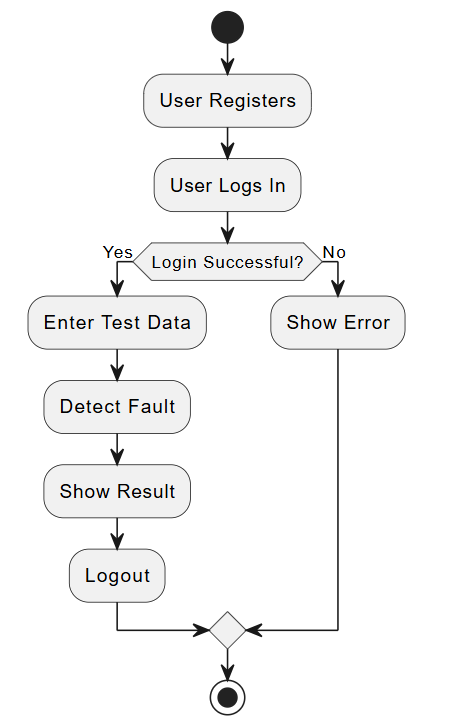 User Registers
User Logs In
Yes
Login Successful?
No
Enter Test Data
Show Error
Detect Fault
Show Result
Logout